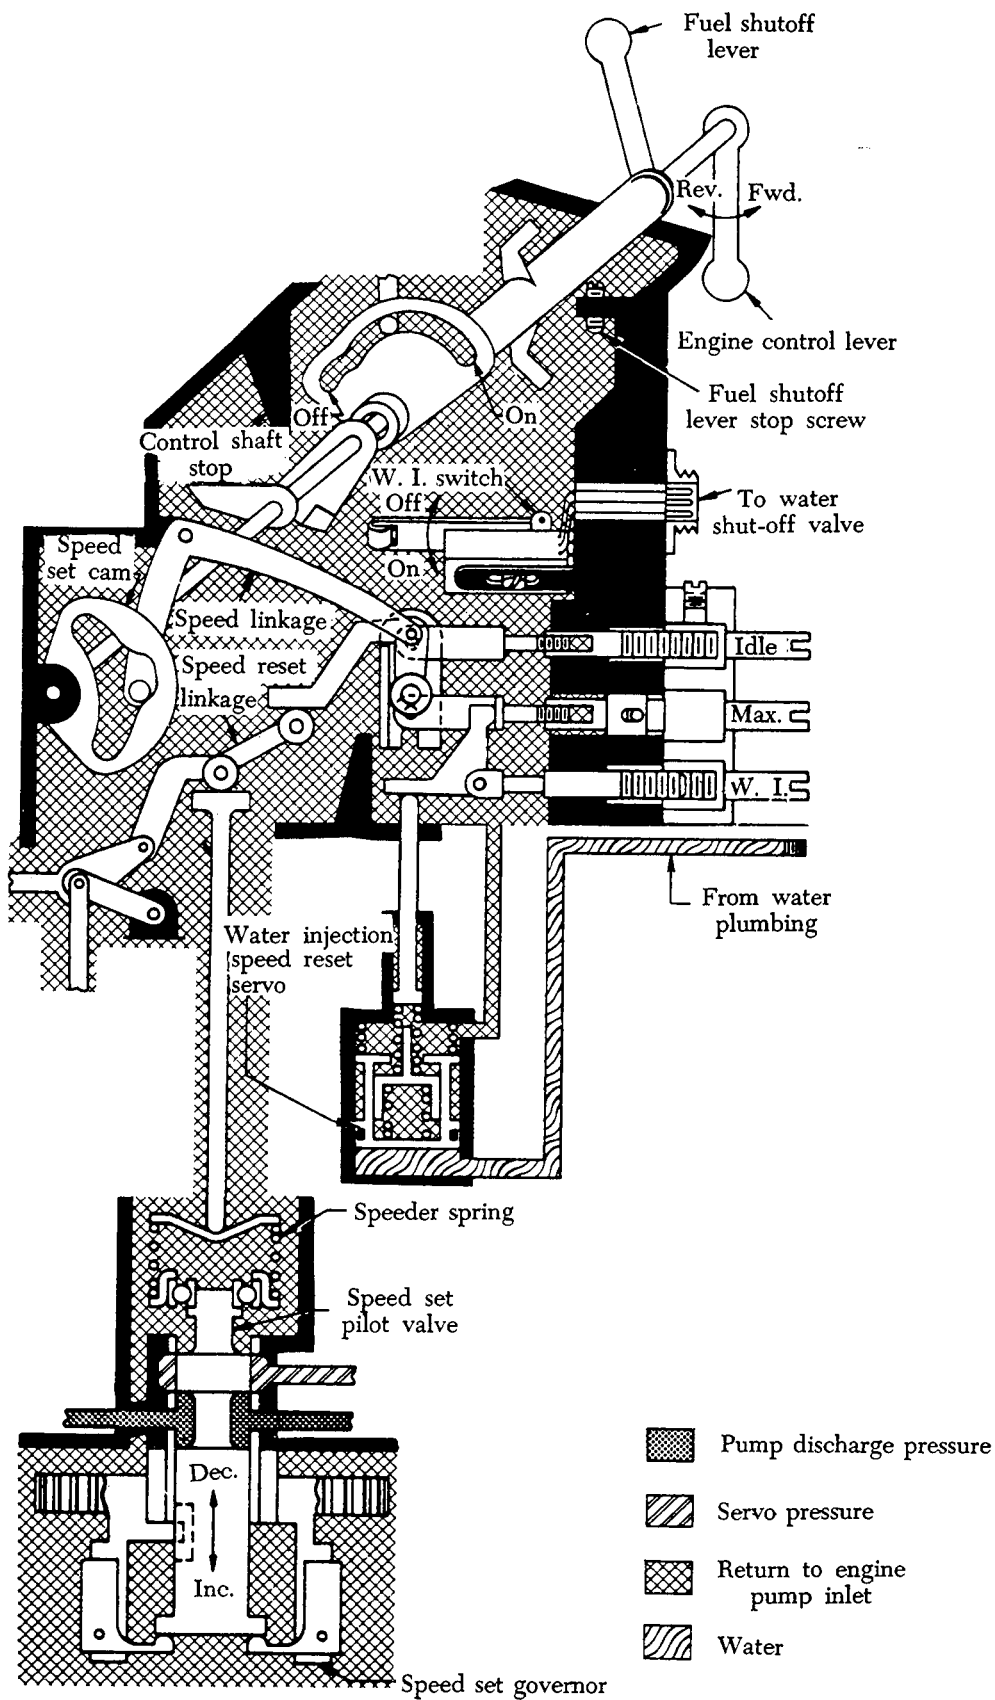 Fuel shutoff
lever
Rev. Fwd.
Engine control lever
Fuel shutoff
lever stop screw
Off
On
Control shaft
stop
W. I. switch
Off
On
To water
shut-off valve
Speed
set cam
Speed linkage
Speed reset
linkage
Idle
Max.
W. I.
From water
plumbing
Water injection
speed reset
servo
Speeder spring
Speed set
pilot valve
Dec.
Inc.
Pump discharge pressure
Servo pressure
Return to engine
pump inlet
Water
Speed set governor